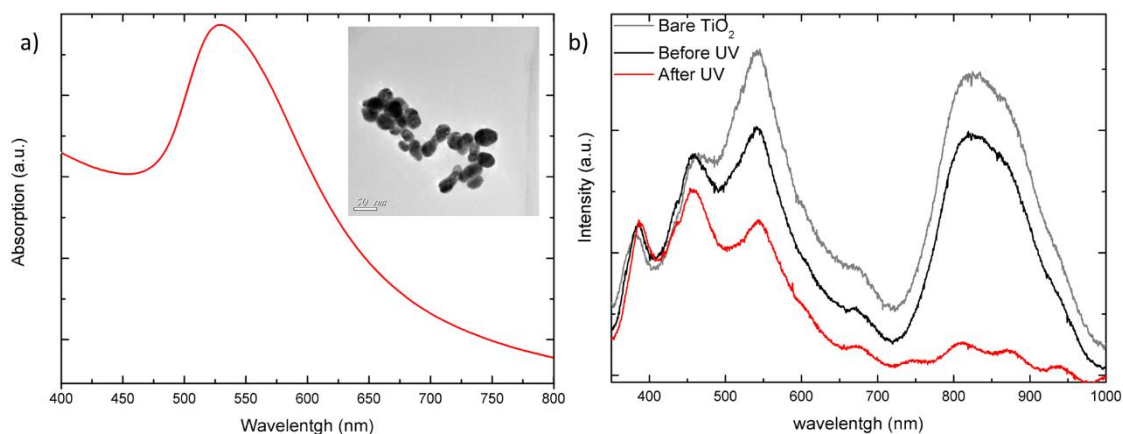 a)
Absorption (a.u.)
50 nm
400 450 500 550 600 650 700 750 800
Wavelentgh (nm)
b)
Bare TiO2
Before UV
After UV
Intensity (a.u.)
400 500 600 700 800 900 1000
wavelentgh (nm)